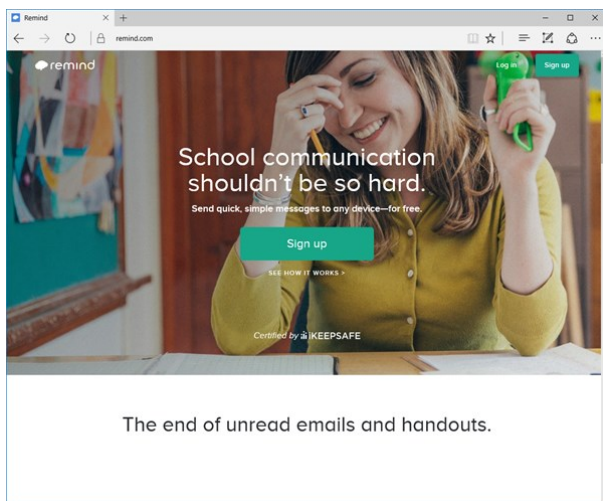 Remind
remind.com
remind
Log in
Sign up
School communication
shouldn't be so hard.
Send quick, simple messages to any device—for free.
Sign up
SEE HOW IT WORKS >
Certified by iKEEPSAFE
The end of unread emails and handouts.